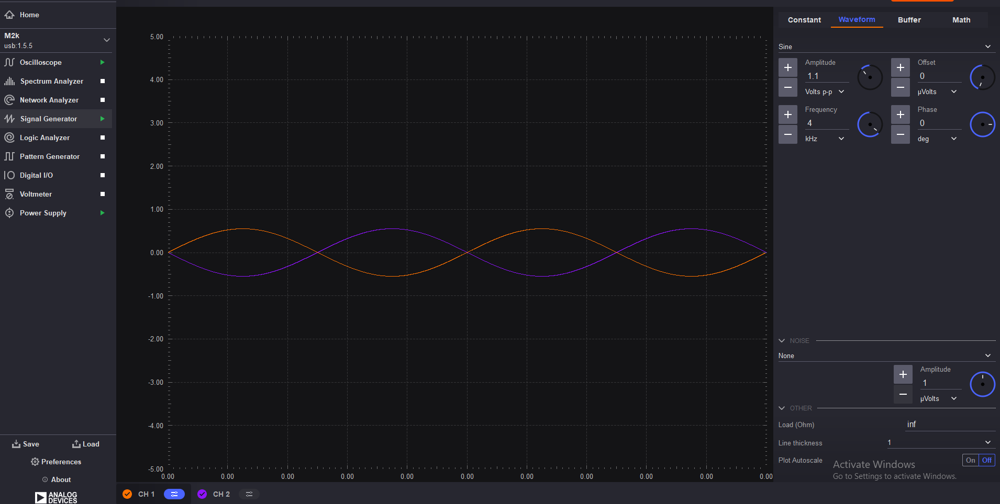 Home
M2k
usb:1.5.5
Oscilloscope
Spectrum Analyzer
Network Analyzer
Signal Generator
Logic Analyzer
Pattern Generator
Digital I/O
Voltmeter
Power Supply
Save Load
Preferences
About
ANALOG
DEVICES
5.00
4.00
3.00
2.00
1.00
0.00
-1.00
-2.00
-3.00
-4.00
-5.00
0.00 0.00 0.00 0.00 0.00 0.00 0.00 0.00 0.00 0.00 0.00
CH 1 CH 2
Constant Waveform Buffer Math
Sine
Amplitude Offset
1.1 0
Volts p-p µVolts
Frequency Phase
4 0
kHz deg
NOISE
None
Amplitude
1
µVolts
OTHER
Load (Ohm) inf
Line thickness 1
Plot Autoscale On Off
Activate Windows
Go to Settings to activate Windows.